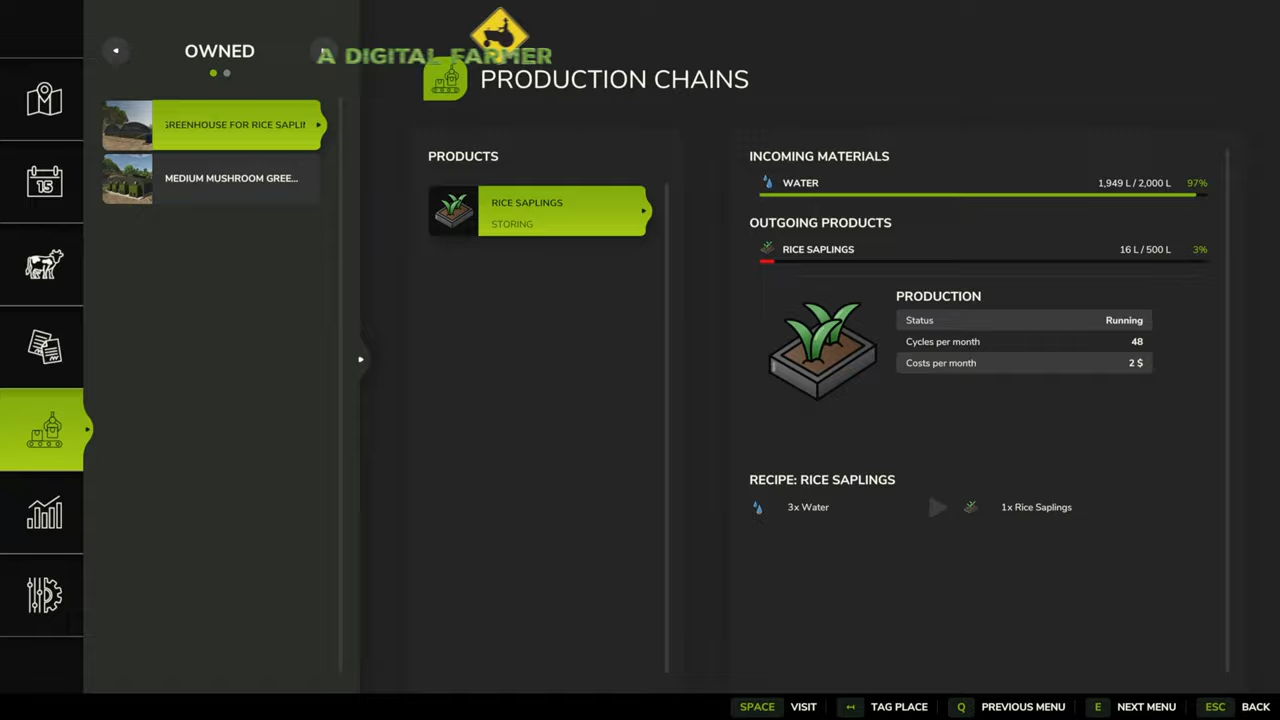 OWNED
A DIGITAL FARMER
PRODUCTION CHAINS
15
GREENHOUSE FOR RICE SAPLIN
MEDIUM MUSHROOM GREE...
PRODUCTS
RICE SAPLINGS
STORING
INCOMING MATERIALS
WATER 1,949 L / 2,000 L 97%
OUTGOING PRODUCTS
RICE SAPLINGS 16 L / 500 L 3%
PRODUCTION
Status Running
Cycles per month 48
Costs per month 2 $
RECIPE: RICE SAPLINGS
3x Water 1x Rice Saplings
SPACE VISIT TAG PLACE Q PREVIOUS MENU E NEXT MENU ESC BACK